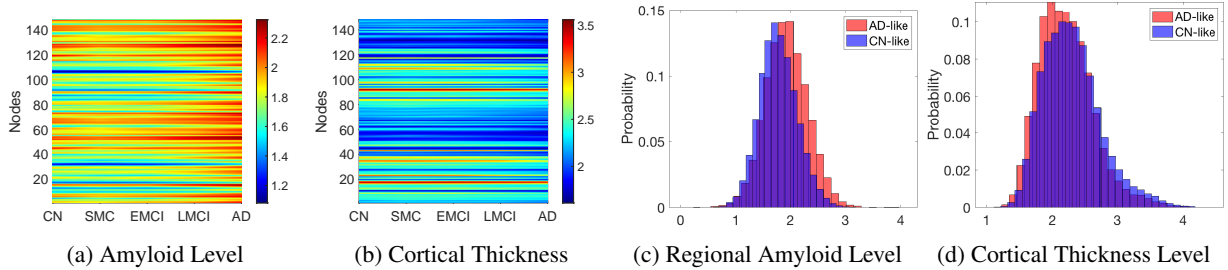 Nodes
140
120
100
80
60
40
20
CN SMC EMCI LMCI AD
2.2
2
1.8
1.6
1.4
1.2
(a) Amyloid Level
Nodes
140
120
100
80
60
40
20
CN SMC EMCI LMCI AD
3.5
3
2.5
2
(b) Cortical Thickness
Probability
0.15
0.1
0.05
0
0 1 2 3 4
AD-like
CN-like
(c) Regional Amyloid Level
Probability
0.1
0.08
0.06
0.04
0.02
0
1 2 3 4
AD-like
CN-like
(d) Cortical Thickness Level